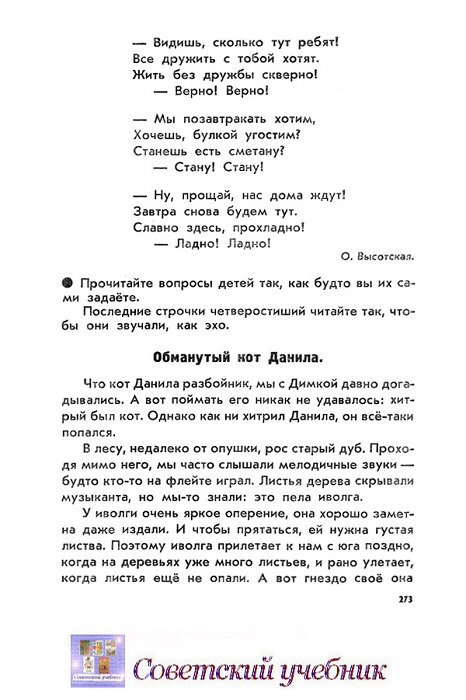 — Видишь, сколько тут ребят!
Все дружить с тобой хотят.
Жить без дружбы скверно!
— Верно! Верно!
— Мы позавтракать хотим,
Хочешь, булкой угостим?
Станешь есть сметану?
— Стану! Стану!
— Ну, прощай, нас дома ждут!
Завтра снова будем тут.
Славно здесь, прохладно!
— Ладно! Ладно!
О. Высотская.
Прочитайте вопросы детей так, как будто вы их са-
ми задаёте.
Последние строчки четверостиший читайте так, что-
бы они звучали, как эхо.
Обманутый кот Данила.
Что кот Данила разбойник, мы с Димкой давно дога-
дывались. А вот поймать его никак не удавалось: хит-
рый был кот. Однако как ни хитрил Данила, он всё-таки
попался.
В лесу, недалеко от опушки, рос старый дуб. Прохо-
дя мимо него, мы часто слышали мелодичные звуки —
будто кто-то на флейте играл. Листья дерева скрывали
музыканта, но мы-то знали: это пела иволга.
У иволги очень яркое оперение, она хорошо замет-
на даже издали. И чтобы прятаться, ей нужна густая
листва. Поэтому иволга прилетает к нам с юга поздно,
когда на деревьях уже много листьев, и рано улетает,
когда листья ещё не опали. А вот гнездо своё она
273
Советский учебник
Советский учебник